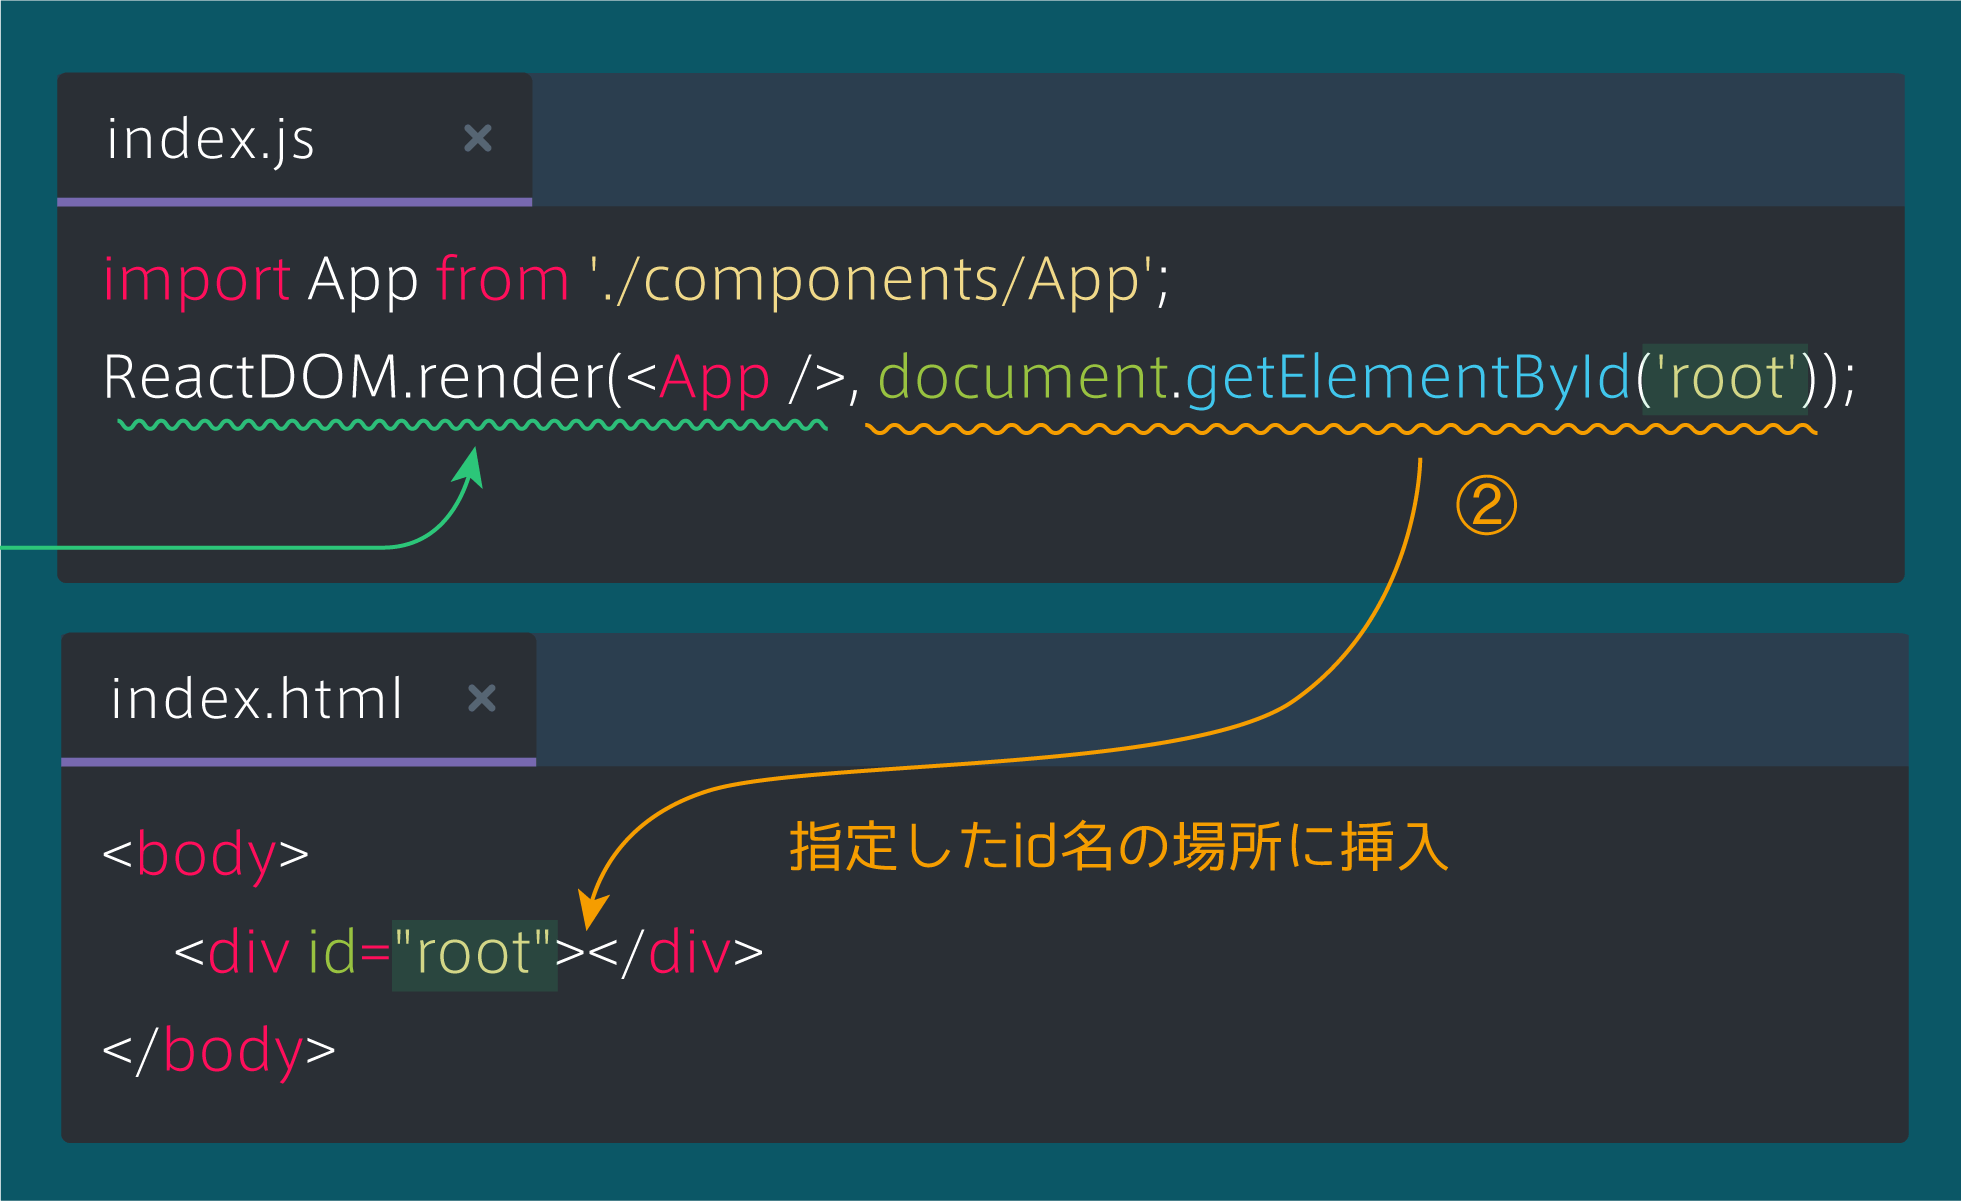 index.js ×
import App from './components/App';
ReactDOM.render(<App />, document.getElementById('root'));
②
index.html ×
<body>
指定したid名の場所に挿入
<div id="root"></div>
</body>